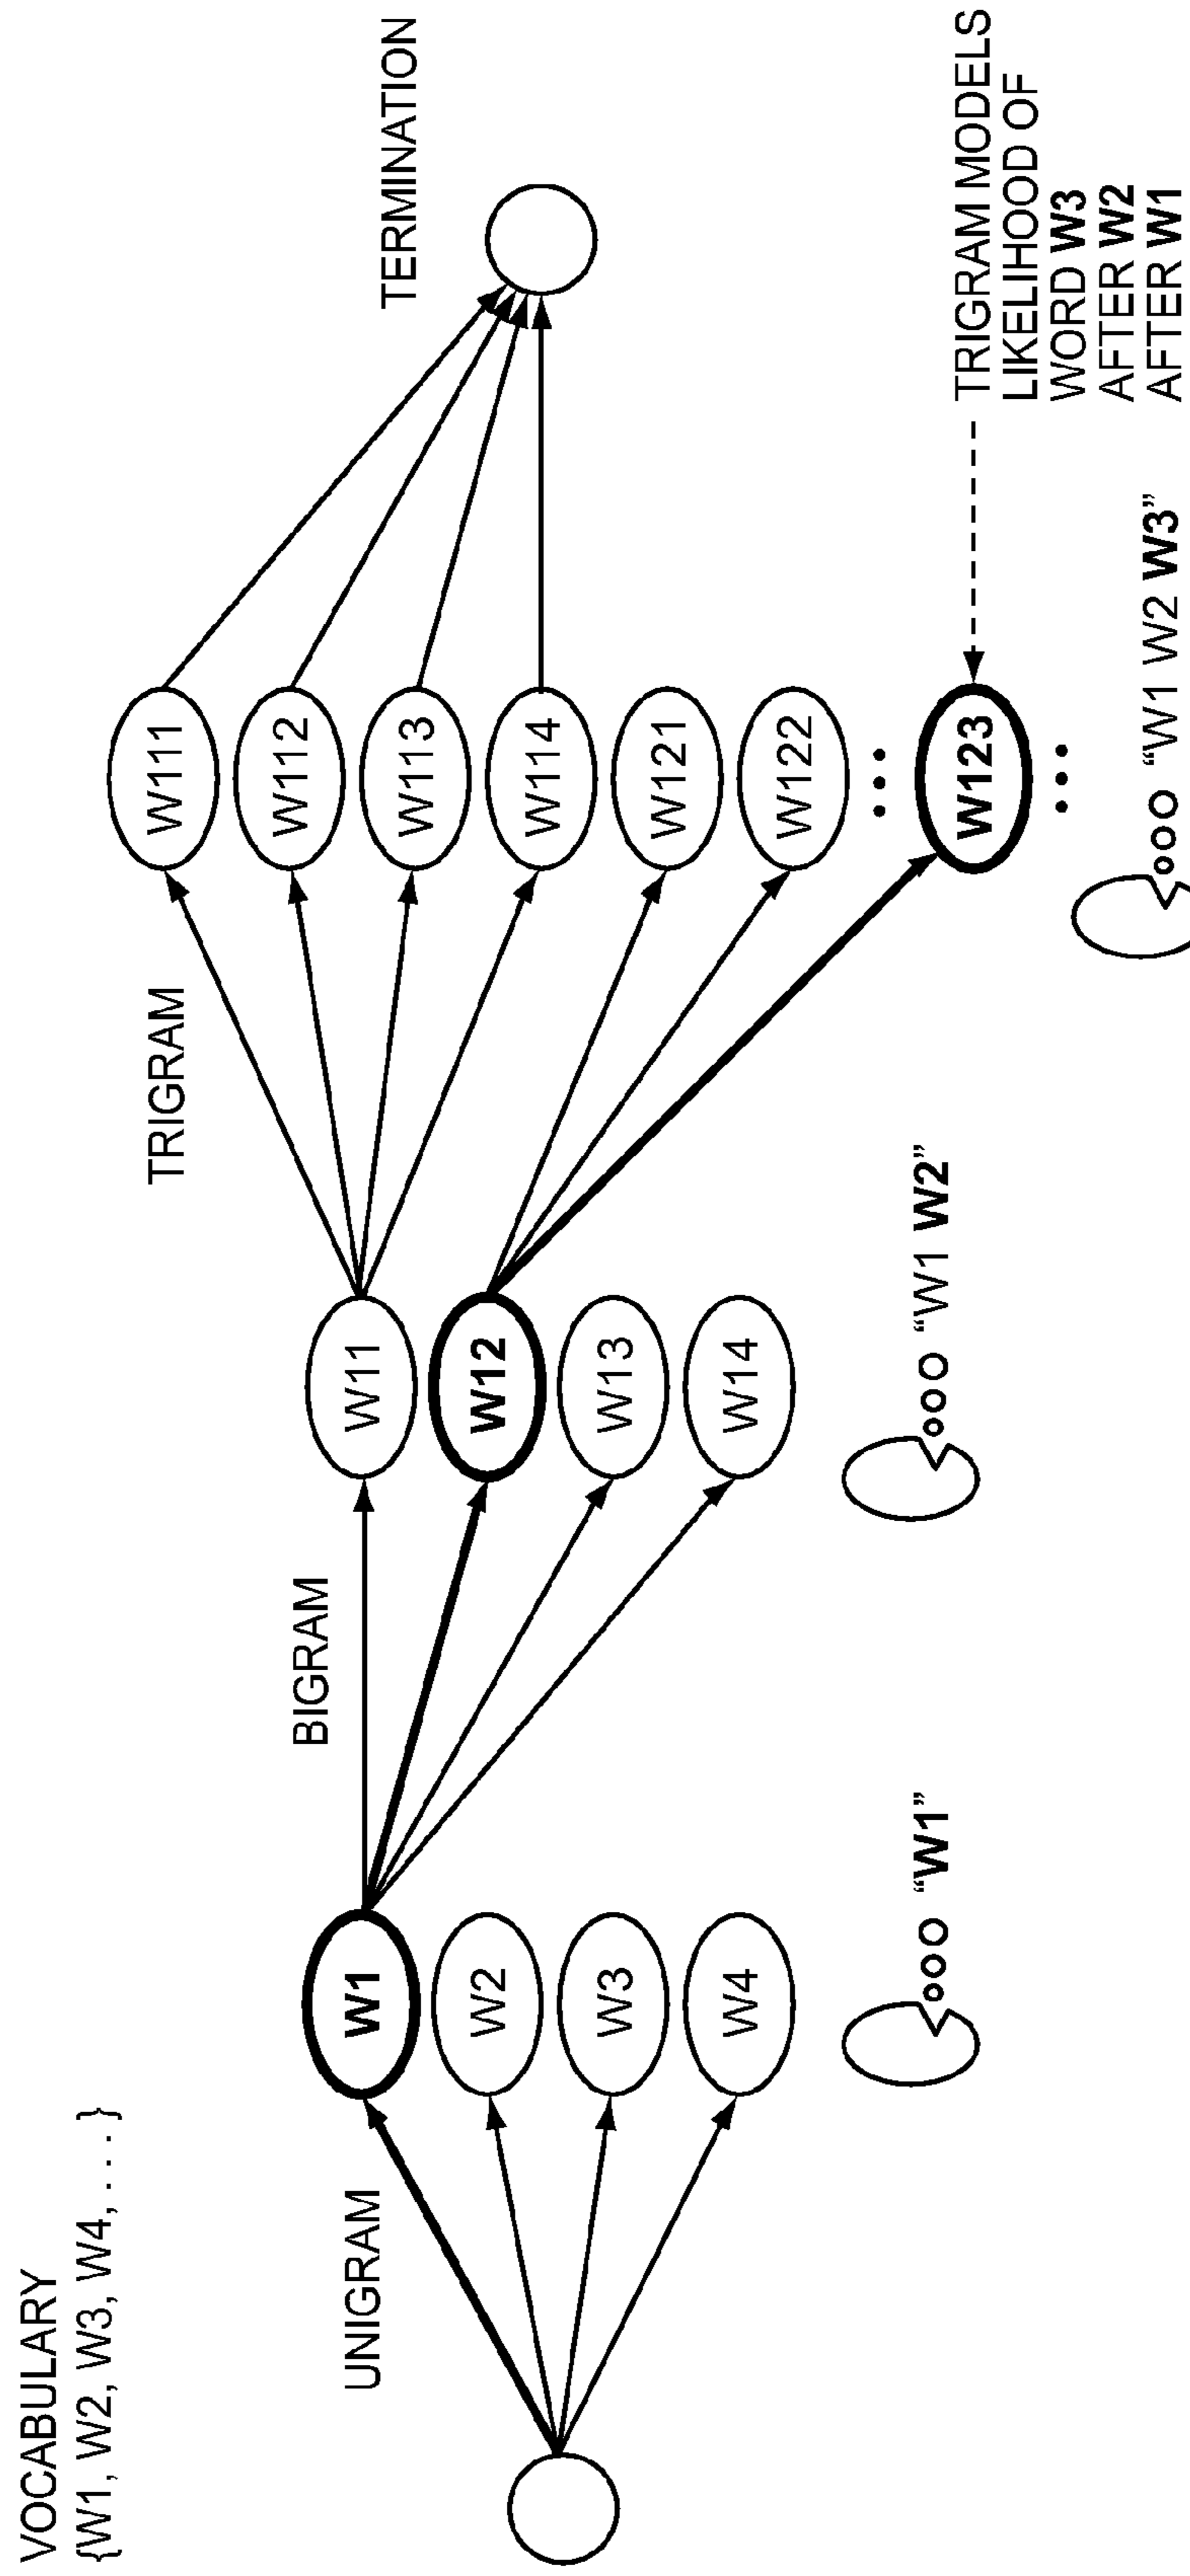 VOCABULARY
{W1, W2, W3, W4, . . . }
UNIGRAM
W1
W2
W3
W4
“W1”
BIGRAM
W11
W12
W13
W14
“W1 W2”
TRIGRAM
W111
W112
W113
W114
W121
W122
W123
“W1 W2 W3”
TERMINATION
TRIGRAM MODELS
LIKELIHOOD OF
WORD W3
AFTER W2
AFTER W1